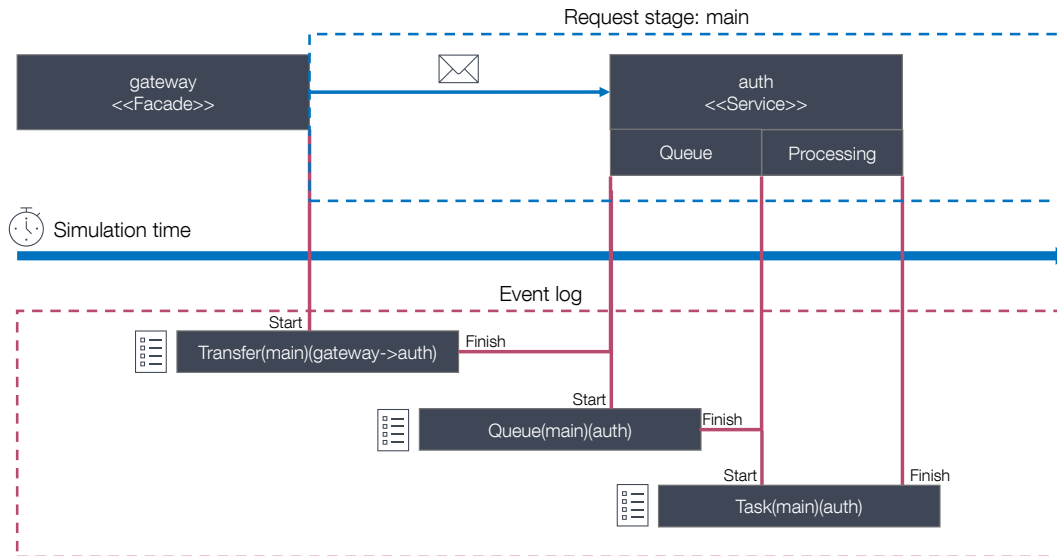 Request stage: main
gateway
<<Facade>>
auth
<<Service>>
Queue
Processing
Simulation time
Event log
Start
Transfer(main)(gateway->auth)
Finish
Start
Queue(main)(auth)
Finish
Start
Finish
Task(main)(auth)